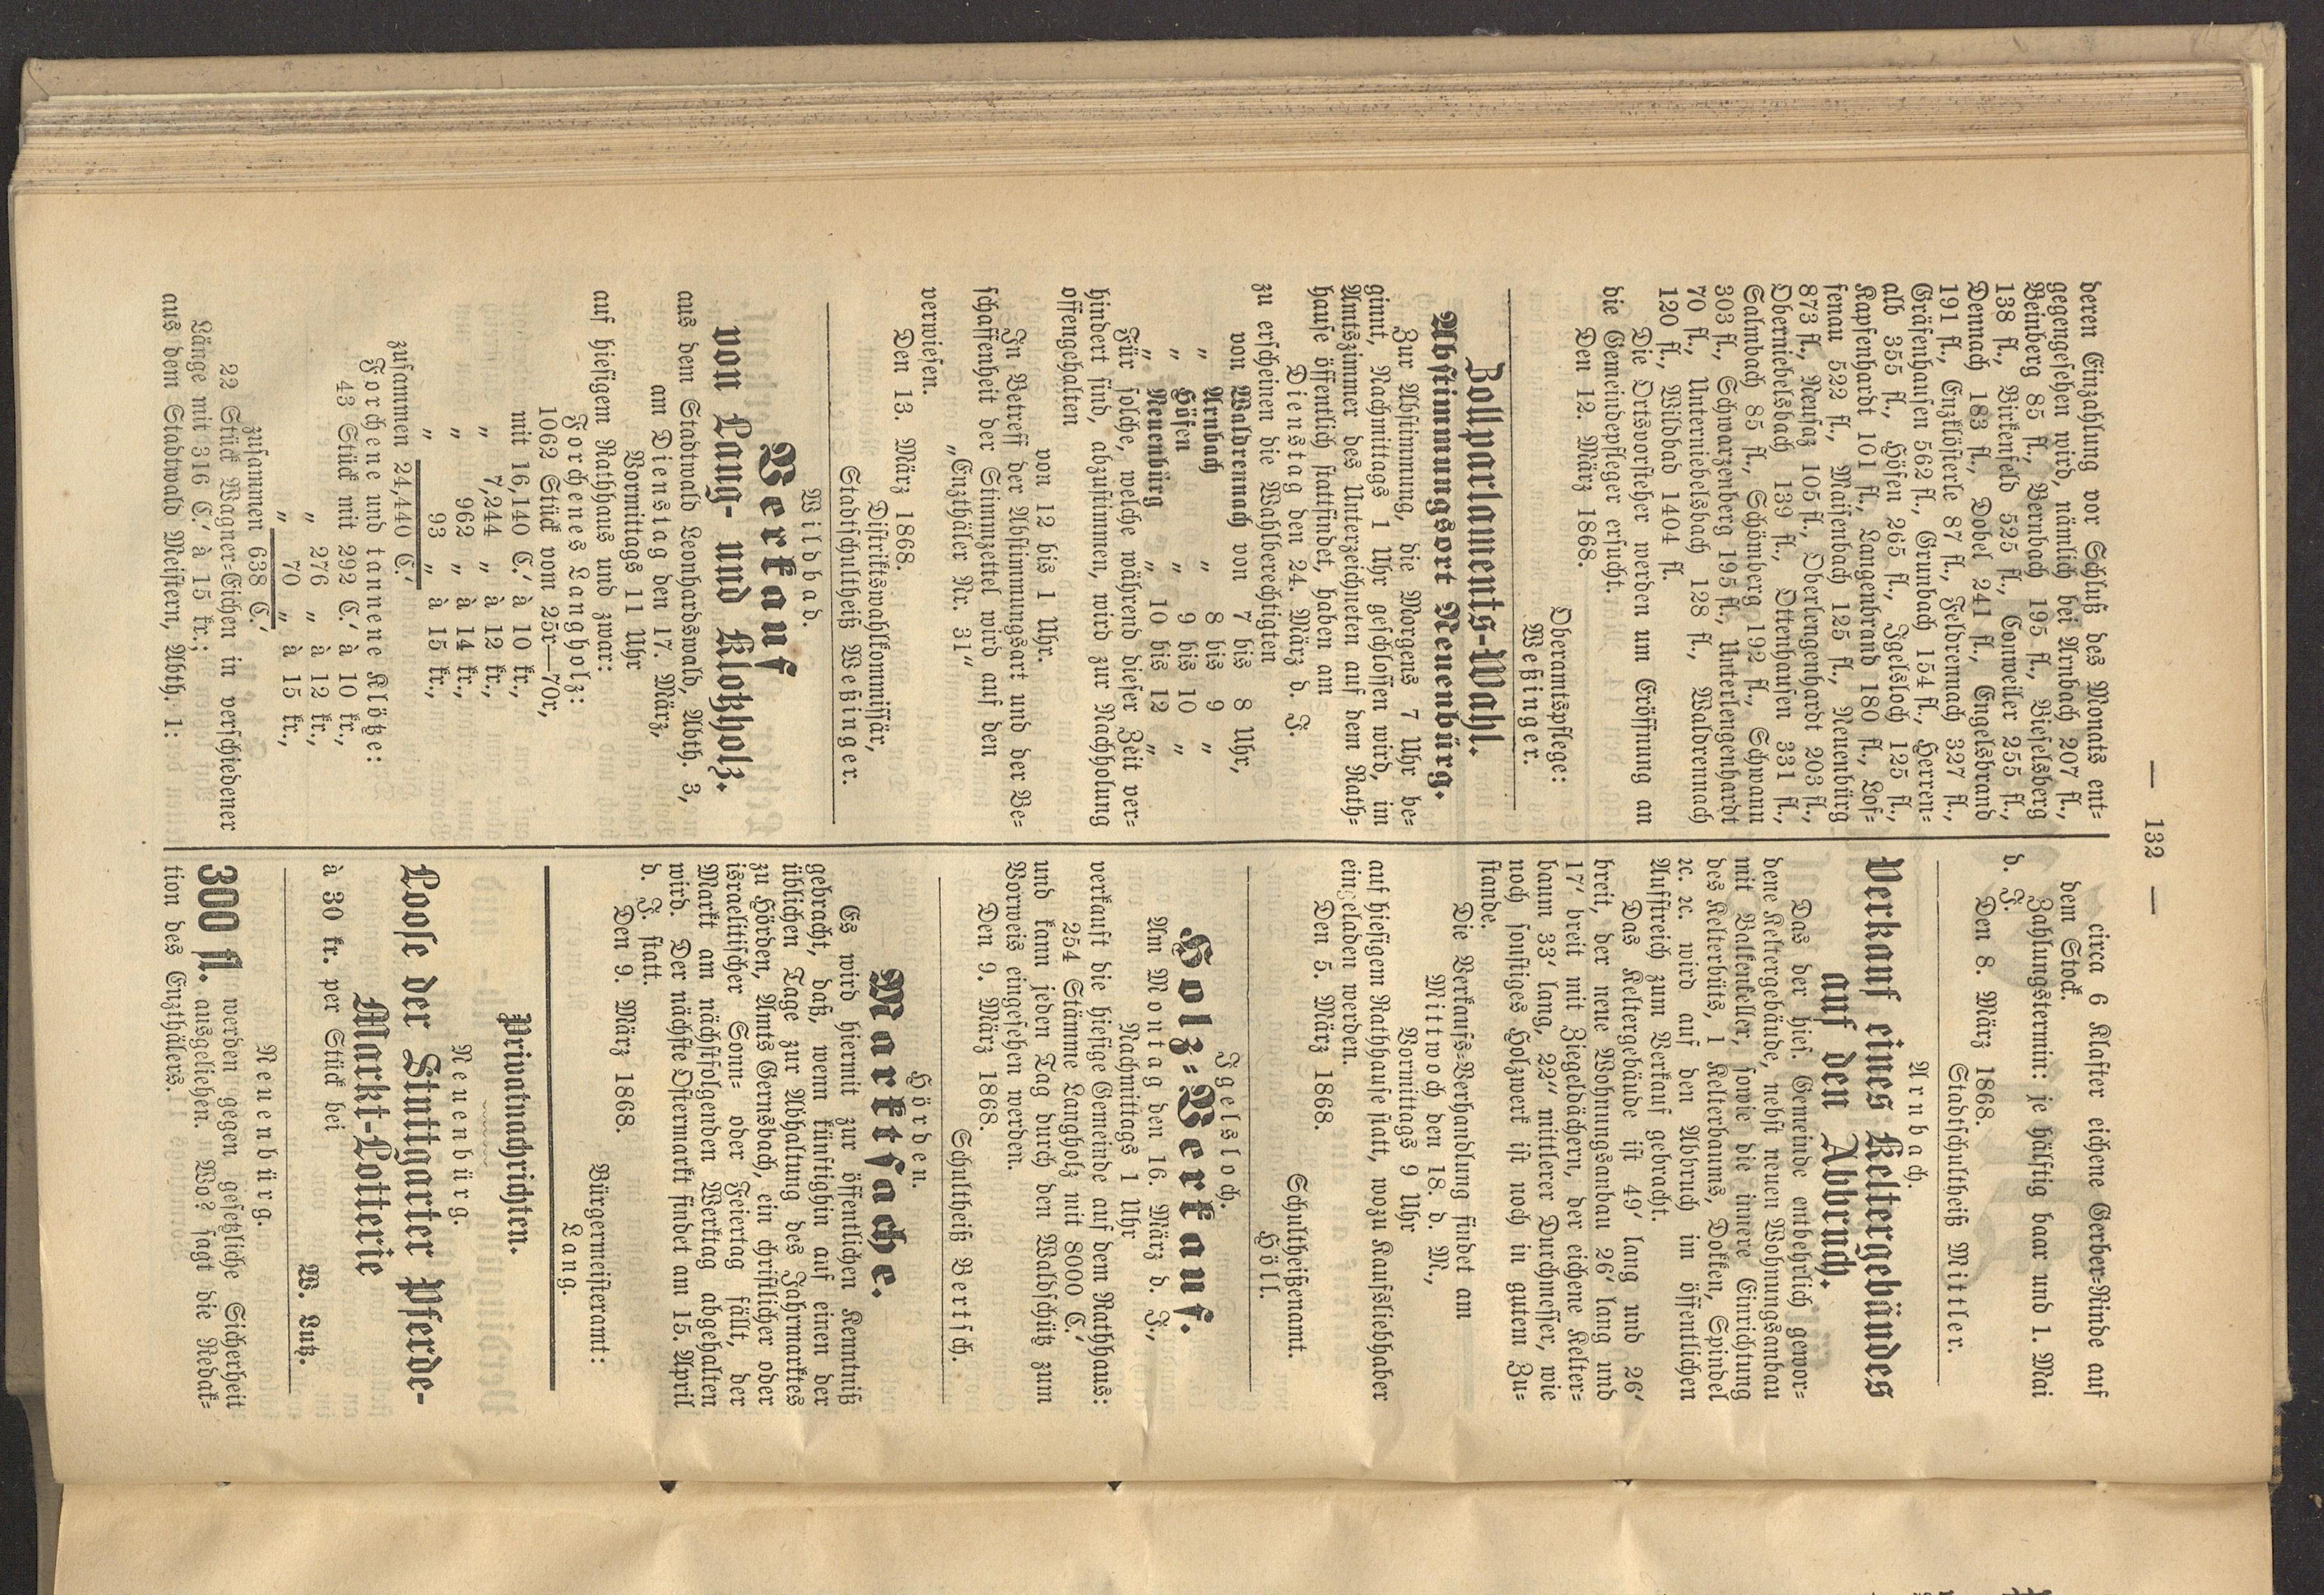 — 132 —
deren Einzahlung vor Schluß des Monats ent-
gegengesehen wird, nämlich bei Arnbach 207 fl.,
Beinberg 85 fl., Bernbach 195 fl., Bieselsberg
138 fl., Birkenfeld 525 fl., Conweiler 255 fl.,
Dennach 183 fl., Dobel 241 fl., Engelsbrand
191 fl., Enzklösterle 87 fl., Feldrennach 327 fl.,
Gräfenhausen 562 fl., Grunbach 154 fl., Herren-
alb 355 fl., Höfen 265 fl., Igelsloch 125 fl.,
Kapfenhardt 101 fl., Langenbrand 180 fl., Lof-
fenau 522 fl., Maisenbach 125 fl., Neuenbürg
873 fl., Neusaz 105 fl., Oberlengenhardt 203 fl.,
Oberniebelsbach 139 fl., Ottenhausen 331 fl.,
Salmbach 85 fl., Schömberg 192 fl., Schwann
303 fl., Schwarzenberg 195 fl., Unterlengenhardt
70 fl., Unterniebelsbach 128 fl., Waldrennach
120 fl., Wildbad 1404 fl.
Die Ortsvorsteher werden um Eröffnung an
die Gemeindepfleger ersucht.
Den 12. März 1868.
Oberamtspflege:
Weßinger.
Zollparlaments-Wahl.
Abstimmungsort Neuenbürg.
Zur Abstimmung, die Morgens 7 Uhr be-
ginnt, Nachmittags 1 Uhr geschlossen wird, im
Amtszimmer des Unterzeichneten auf dem Rath-
hause öffentlich stattfindet, haben am
Dienstag den 24. März d. J.
zu erscheinen die Wahlberechtigten
von Waldrennach von 7 bis 8 Uhr,
„ Arnbach „ 8 bis 9 „
„ Höfen „ 9 bis 10 „
„ Neuenbürg „ 10 bis 12 „
Für solche, welche während dieser Zeit ver-
hindert sind, abzustimmen, wird zur Nachholung
offengehalten
von 12 bis 1 Uhr.
In Betreff der Abstimmungsart und der Be-
schaffenheit der Stimmzettel wird auf den
„Enzthäler Nr. 31“
verwiesen.
Den 13. März 1868.
Distriktswahlkommissär,
Stadtschultheiß Weßinger.
Wildbad.
Verkauf
von Lang- und Klotzholz.
aus dem Stadtwald Leonhardswald, Abth. 3,
am Dienstag den 17. März,
Vormittags 11 Uhr
auf hiesigem Rathhaus und zwar:
Forchenes Langholz:
1062 Stück vom 25r—70r,
mit 16,140 C.′ à 10 kr.,
„ 7,244 „ à 12 kr.,
„ 962 „ à 14 kr.,
„ 93 „ à 15 kr.,
zusammen 24,440 C.′
Forchene und tannene Klötze:
43 Stück mit 292 C.′ à 10 kr.,
„ 276 „ à 12 kr.,
„ 70 „ à 15 kr.,
zusammen 638 C.′
22 Stück Wagner-Eichen in verschiedener
Länge mit 316 C.′ à 15 kr.;
aus dem Stadtwald Meistern, Abth. 1:
circa 6 Klafter eichene Gerber-Rinde auf
dem Stock.
Zahlungstermin: je hälftig baar und 1. Mai
d. J.
Den 8. März 1868.
Stadtschultheiß Mittler.
Arnbach.
Verkauf eines Keltergebäudes
auf den Abbruch.
Das der hies. Gemeinde entbehrlich gewor-
dene Keltergebäude, nebst neuen Wohnungsanbau
mit Balkenkeller, sowie die innere Einrichtung
des Kelterbüts, 1 Kelterbaums, Dokken, Spindel
ꝛc. ꝛc. wird auf den Abbruch im öffentlichen
Aufstreich zum Verkauf gebracht.
Das Keltergebäude ist 49′ lang und 26′
breit, der neue Wohnungsanbau 26′ lang und
17′ breit mit Ziegeldächern, der eichene Kelter-
baum 33′ lang, 22″ mittlerer Durchmesser, wie
noch sonstiges Holzwerk ist noch in gutem Zu-
stande.
Die Verkaufs-Verhandlung findet am
Mittwoch den 18. d. M.,
Vormittags 9 Uhr
auf hiesigem Rathhause statt, wozu Kaufsliebhaber
eingeladen werden.
Den 5. März 1868.
Schultheißenamt.
Höll.
Igelsloch.
Holz-Verkauf.
Am Montag den 16. März d. J.,
Nachmittags 1 Uhr
verkauft die hiesige Gemeinde auf dem Rathhaus:
254 Stämme Langholz mit 8000 C.′
und kann jeden Tag durch den Waldschütz zum
Vorweis eingesehen werden.
Den 9. März 1868.
Schultheiß Bertsch.
Hörden.
Marktsache.
Es wird hiermit zur öffentlichen Kenntniß
gebracht, daß, wenn künftighin auf einen der
üblichen Tage zur Abhaltung des Jahrmarktes
zu Hörden, Amts Gernsbach, ein christlicher oder
israelitischer Sonn- oder Feiertag fällt, der
Markt am nächstfolgenden Werktag abgehalten
wird. Der nächste Ostermarkt findet am 15. April
d. J. statt.
Den 9. März 1868.
Bürgermeisteramt:
Lang.
Privatnachrichten.
Neuenbürg.
Loose der Stuttgarter Pferde-
Markt-Lotterie
à 30 kr. per Stück bei
W. Lutz.
Neuenbürg.
300 fl. werden gegen gesetzliche Sicherheit
ausgeliehen. Wo? sagt die Redak-
tion des Enzthälers.